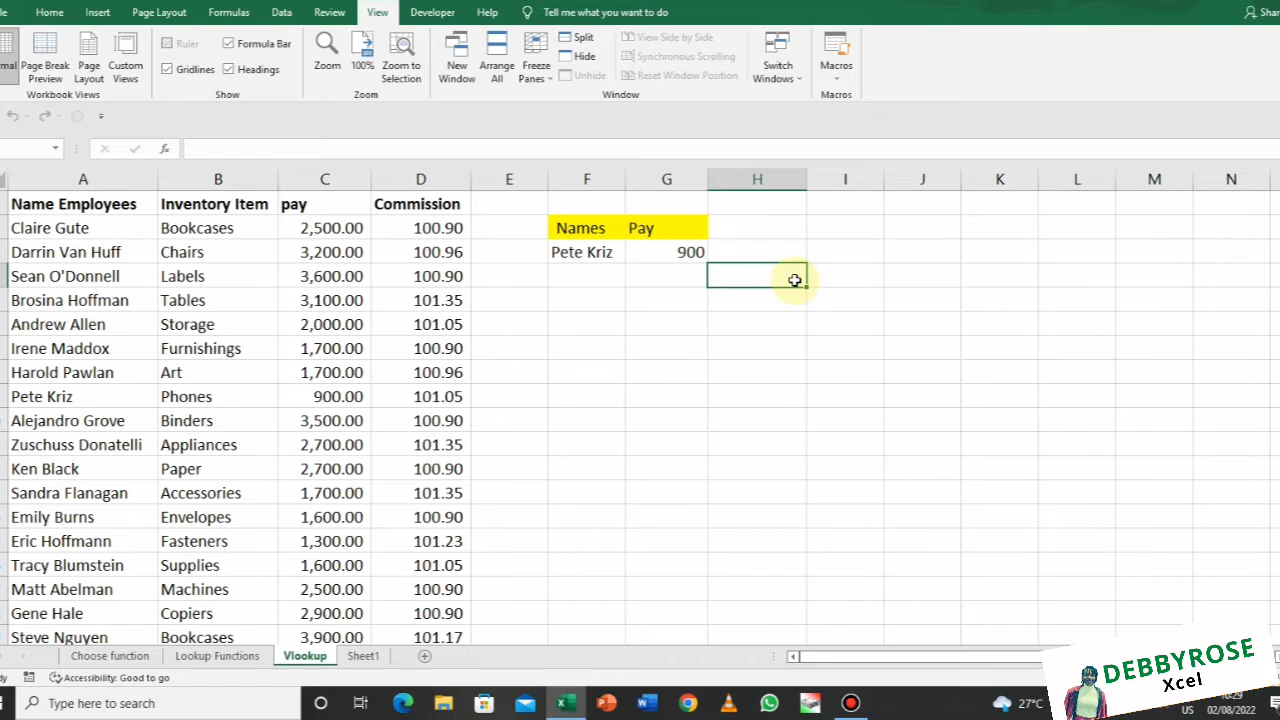 Home Insert Page Layout Formulas Data Review View Developer Help Tell me what you want to do
Page Break Preview
Page Layout
Custom Views
Workbook Views
Ruler
Formula Bar
Gridlines
Headings
Show
Zoom
100%
Zoom to Selection
Zoom
New Window
Arrange All
Freeze Panes
Split
Hide
Unhide
View Side by Side
Synchronous Scrolling
Reset Window Position
Window
Switch Windows
Macros
Macros
fx
A B C D E F G H I J K L M N
Name Employees Inventory Item pay Commission
Claire Gute Bookcases 2,500.00 100.90 Names Pay
Darrin Van Huff Chairs 3,200.00 100.96 Pete Kriz 900
Sean O'Donnell Labels 3,600.00 100.90
Brosina Hoffman Tables 3,100.00 101.35
Andrew Allen Storage 2,000.00 101.05
Irene Maddox Furnishings 1,700.00 100.90
Harold Pawlan Art 1,700.00 100.96
Pete Kriz Phones 900.00 101.05
Alejandro Grove Binders 3,500.00 100.90
Zuschuss Donatelli Appliances 2,700.00 101.35
Ken Black Paper 2,700.00 100.90
Sandra Flanagan Accessories 1,700.00 101.35
Emily Burns Envelopes 1,600.00 100.90
Eric Hoffmann Fasteners 1,300.00 101.23
Tracy Blumstein Supplies 1,600.00 101.05
Matt Abelman Machines 2,500.00 100.90
Gene Hale Copiers 2,900.00 100.90
Steve Nguyen Bookcases 3,900.00 101.17
Choose function Lookup Functions Vlookup Sheet1
Accessibility: Good to go
DEBBYROSE
Xcel
Type here to search
27°C
US
02/08/2022